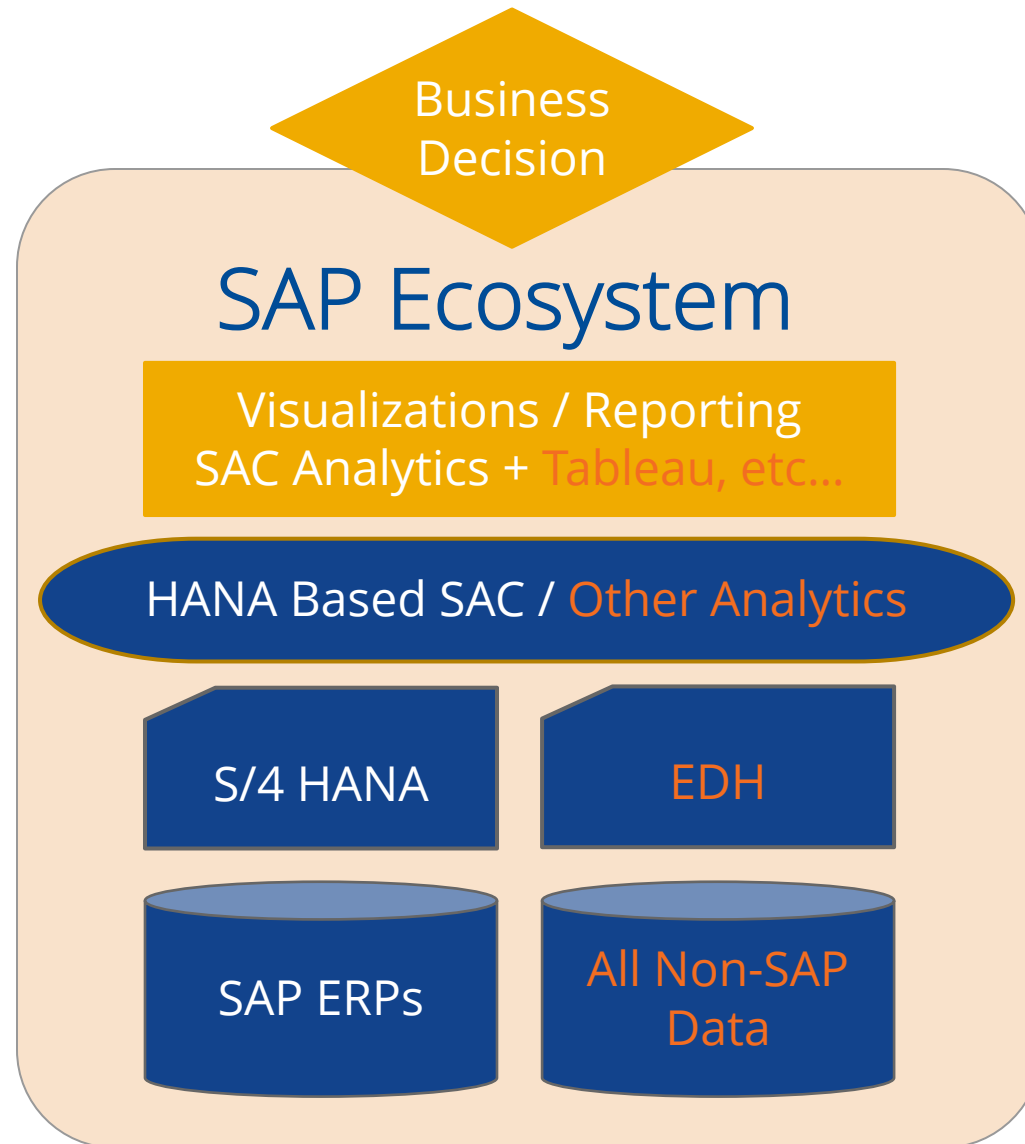 Business
Decision
SAP Ecosystem
Visualizations / Reporting
SAC Analytics + Tableau, etc...
HANA Based SAC / Other Analytics
S/4 HANA
EDH
SAP ERPs
All Non-SAP
Data